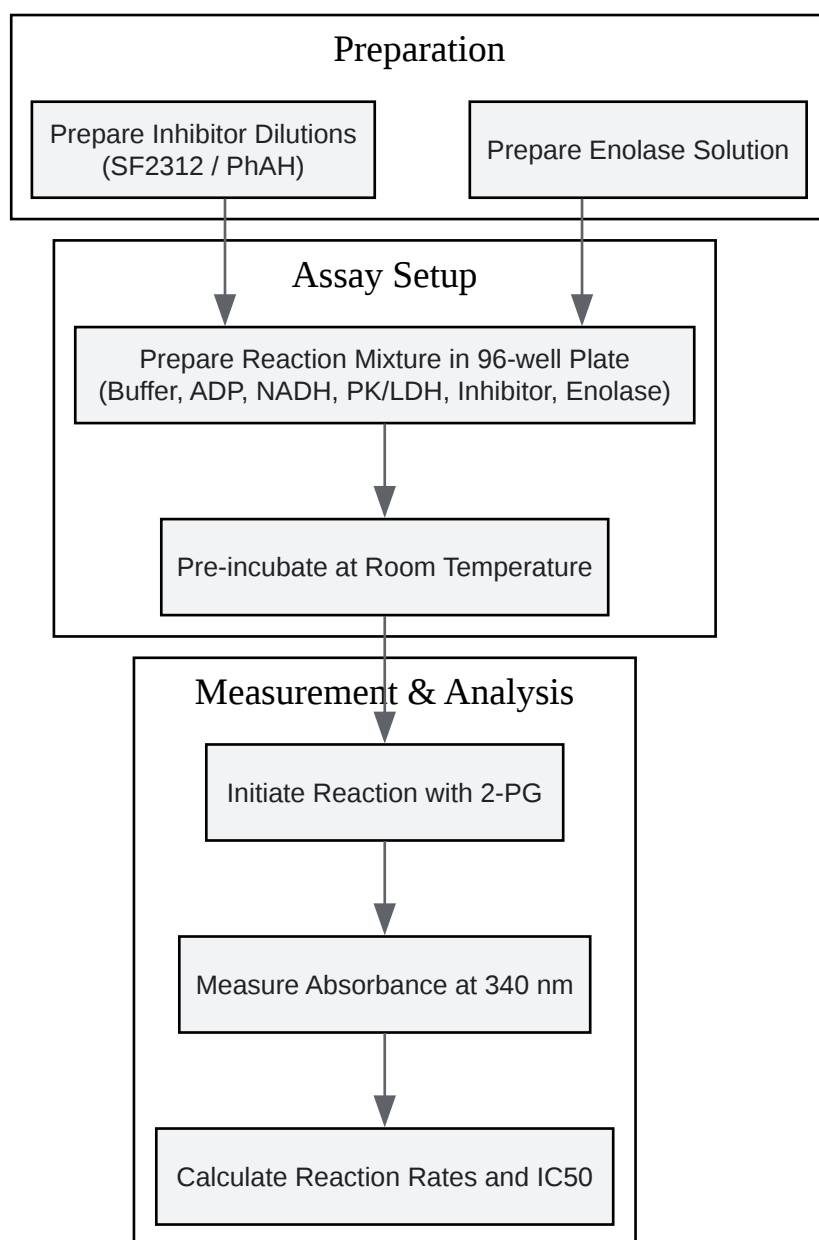 Preparation
Prepare Inhibitor Dilutions
(SF2312 / PhAH)
Prepare Enolase Solution
Assay Setup
Prepare Reaction Mixture in 96-well Plate
(Buffer, ADP, NADH, PK/LDH, Inhibitor, Enolase)
Pre-incubate at Room Temperature
Measurement & Analysis
Initiate Reaction with 2-PG
Measure Absorbance at 340 nm
Calculate Reaction Rates and IC50